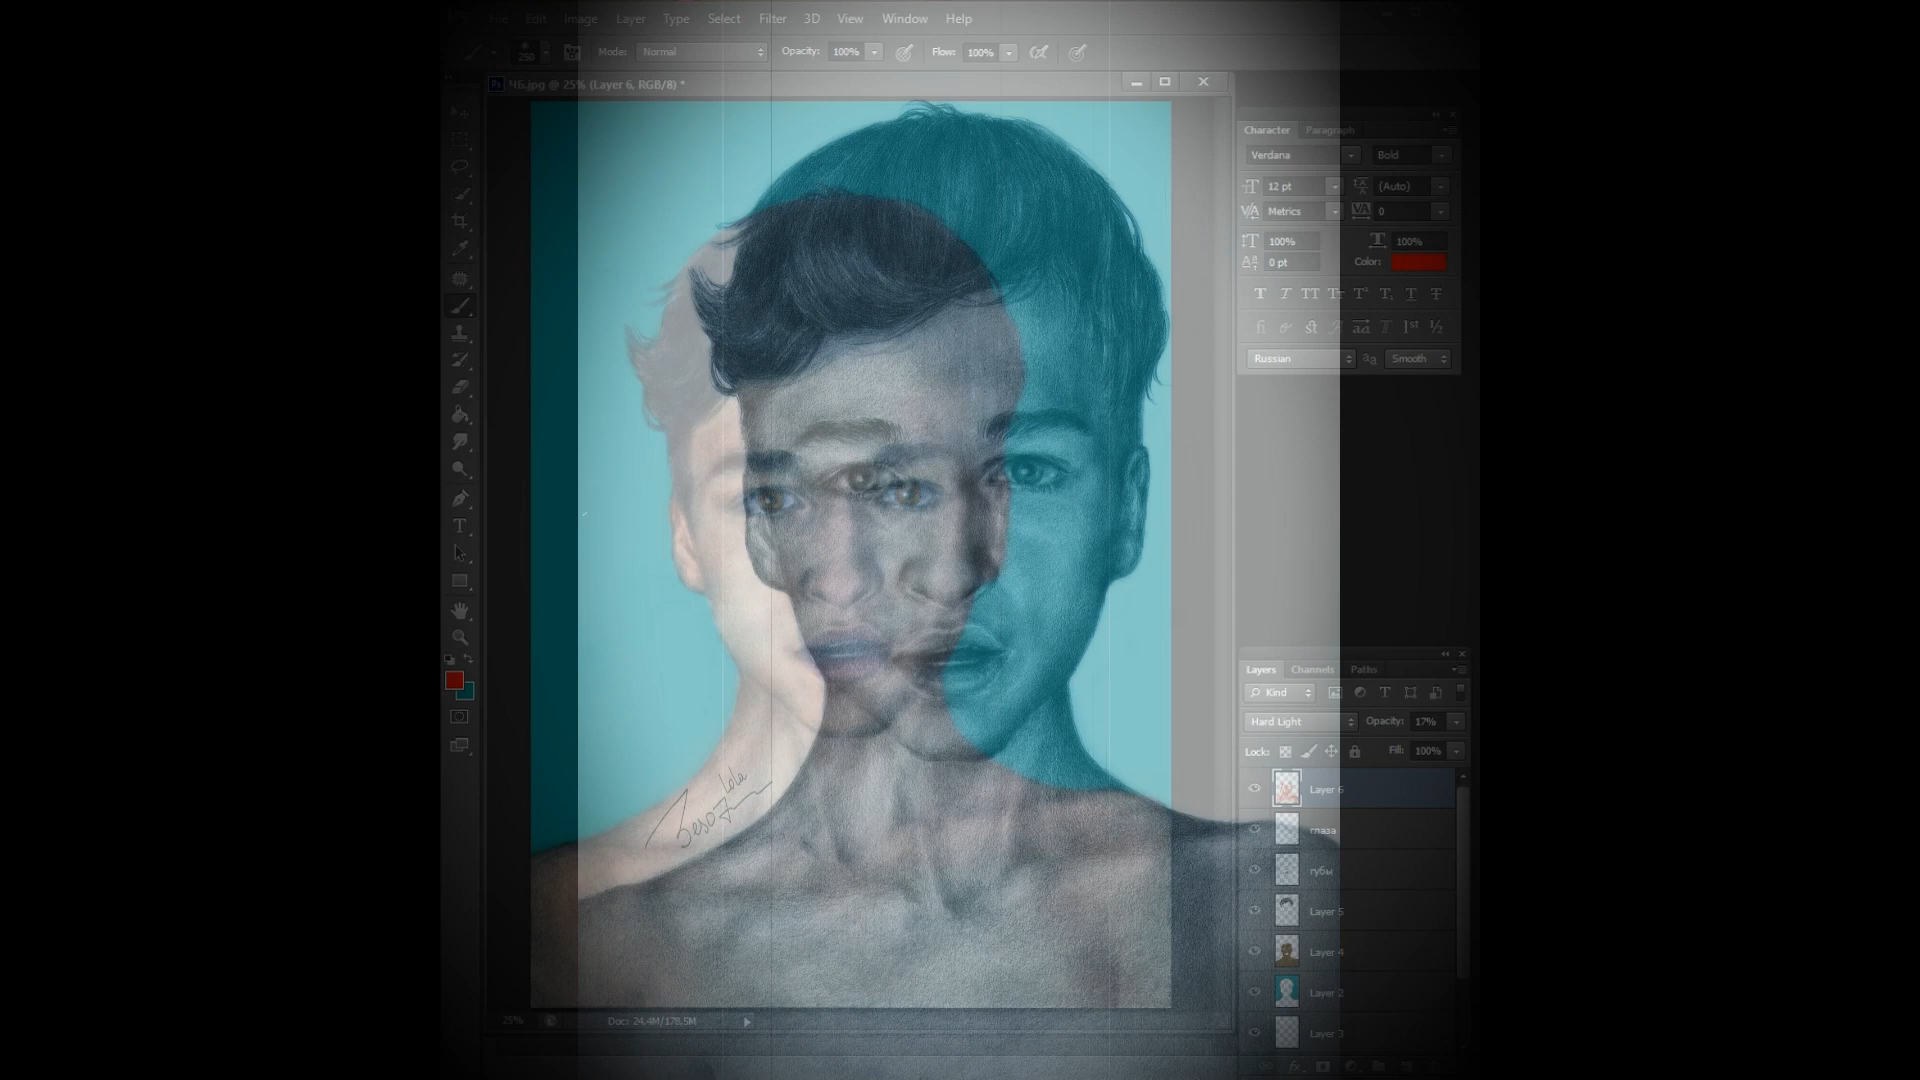 File Edit Image Layer Type Select Filter 3D View Window Help
250 Mode: Normal Opacity: 100% Flow: 100%
Ps ЧБ.jpg @ 25% (Layer 6, RGB/8) *
Character Paragraph
Verdana Bold
12 pt (Auto)
Metrics 0
100% 100%
0 pt Color:
Russian aа Smooth
Layers Channels Paths
Kind
Hard Light Opacity: 17%
Lock: Fill: 100%
Layer 6
глаза
губы
Layer 5
Layer 4
Layer 2
Layer 3
25% Doc: 24.4M/178.5M